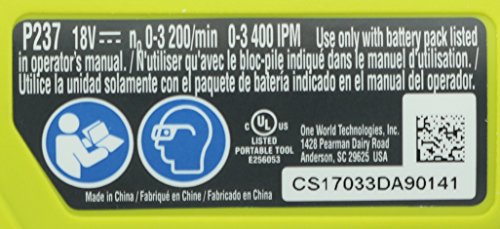 P237 18V⎓ n₀ 0-3 200/min 0-3 400 IPM Use only with battery pack listed
in operator's manual. / N'utiliser qu'avec le bloc-pile indiqué dans le manuel d'utilisation. /
Utilice la unidad solamente con el paquete de batería indicado en el manual del operador.
C UL US
LISTED
PORTABLE TOOL
E256053
One World Technologies, Inc.
1428 Pearman Dairy Road
Anderson, SC 29625 USA
Made in China / Fabriqué en Chine / Fabricado en China
CS17033DA90141